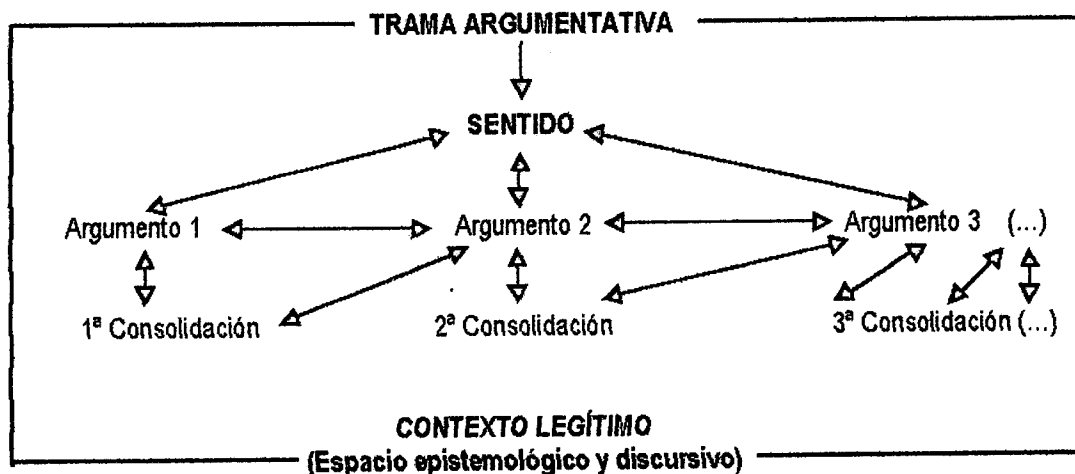 TRAMA ARGUMENTATIVA
SENTIDO
Argumento 1 Argumento 2 Argumento 3 (...)
1ª Consolidación 2ª Consolidación 3ª Consolidación (...)
CONTEXTO LEGÍTIMO
(Espacio epistemológico y discursivo)